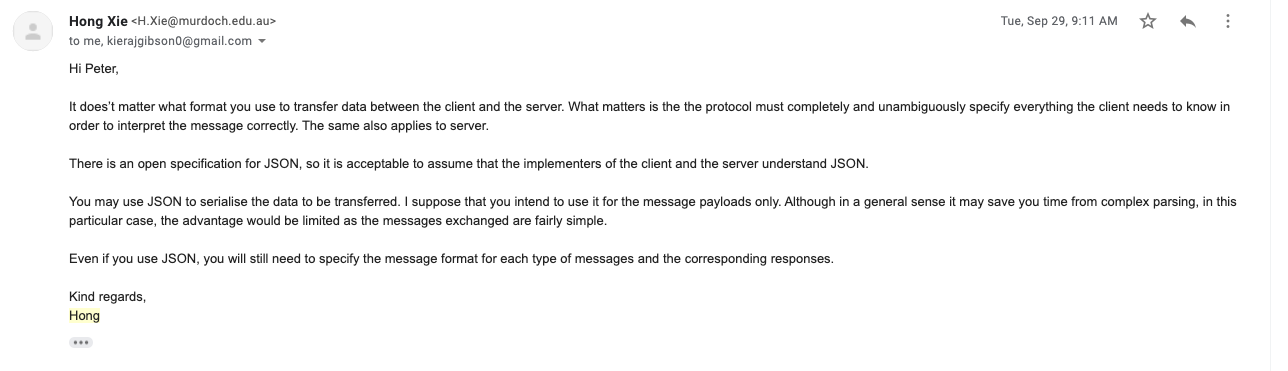 Hong Xie <H.Xie@murdoch.edu.au>
Tue, Sep 29, 9:11 AM
to me, kierajgibson0@gmail.com
Hi Peter,
It does't matter what format you use to transfer data between the client and the server. What matters is the the protocol must completely and unambiguously specify everything the client needs to know in
order to interpret the message correctly. The same also applies to server.
There is an open specification for JSON, so it is acceptable to assume that the implementers of the client and the server understand JSON.
You may use JSON to serialise the data to be transferred. I suppose that you intend to use it for the message payloads only. Although in a general sense it may save you time from complex parsing, in this
particular case, the advantage would be limited as the messages exchanged are fairly simple.
Even if you use JSON, you will still need to specify the message format for each type of messages and the corresponding responses.
Kind regards,
Hong